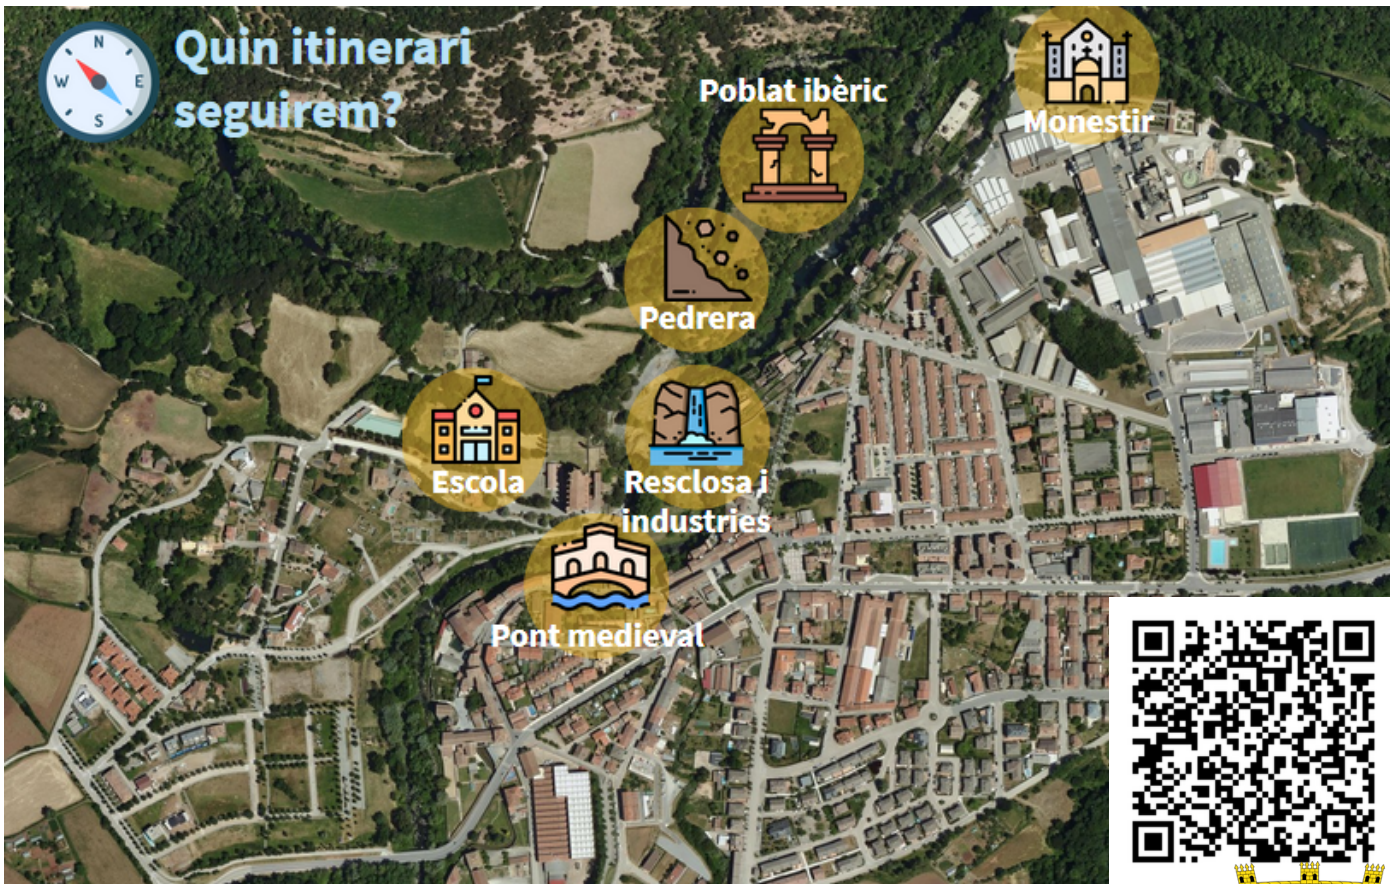 Quin itinerari
seguirem?
N
W
E
S
Poblat ibèric
Monestir
Pedrera
Escola
Resclosa i
industries
Pont medieval